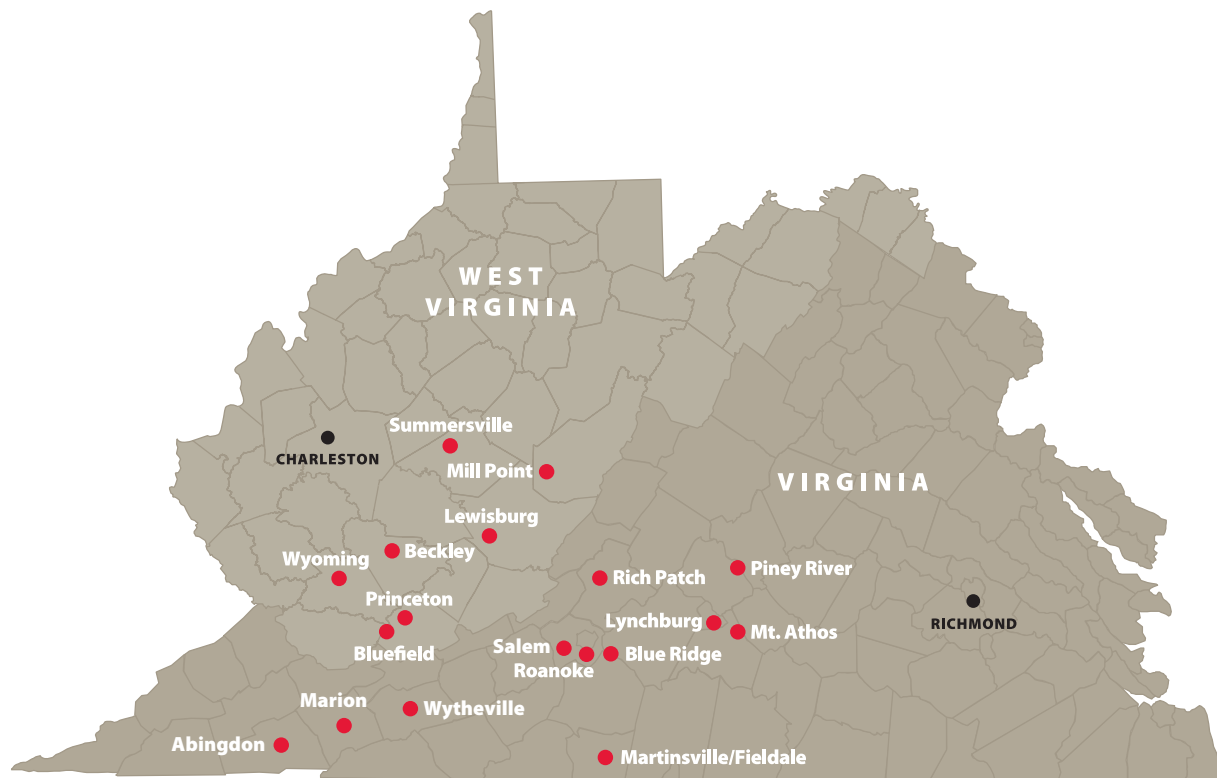 WEST
VIRGINIA
Summersville
CHARLESTON
Mill Point
VIRGINIA
Lewisburg
Beckley
Wyoming
Rich Patch
Piney River
Princeton
Lynchburg
RICHMOND
Mt. Athos
Bluefield
Salem
Blue Ridge
Roanoke
Marion
Wytheville
Abingdon
Martinsville/Fieldale